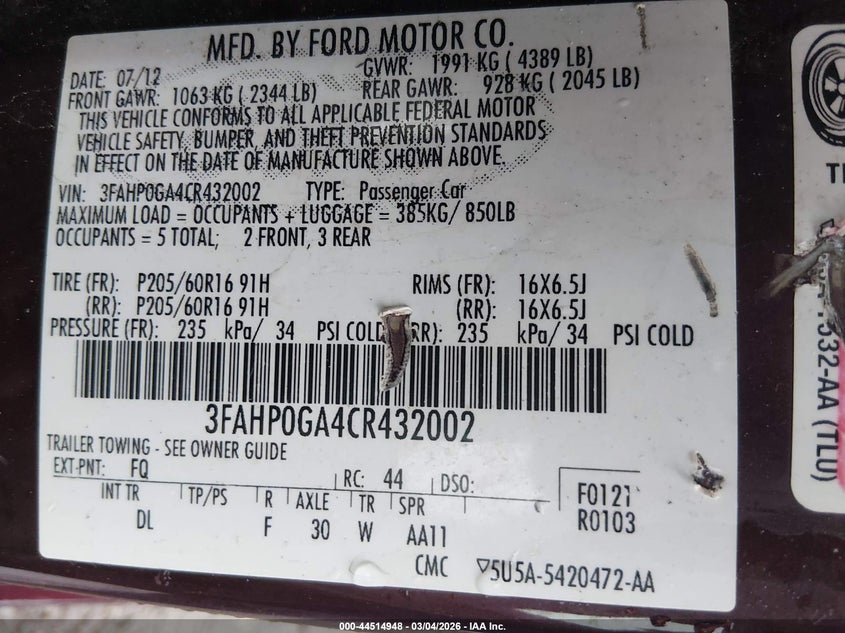 MFD. BY FORD MOTOR CO.
DATE: 07/12 GVWR: 1991 KG ( 4389 LB)
FRONT GAWR: 1063 KG ( 2344 LB) REAR GAWR: 928 KG ( 2045 LB)
THIS VEHICLE CONFORMS TO ALL APPLICABLE FEDERAL MOTOR
VEHICLE SAFETY, BUMPER, AND THEFT PREVENTION STANDARDS
IN EFFECT ON THE DATE OF MANUFACTURE SHOWN ABOVE.
VIN: 3FAHP0GA4CR432002 TYPE: Passenger Car
MAXIMUM LOAD = OCCUPANTS + LUGGAGE = 385KG/ 850LB
OCCUPANTS = 5 TOTAL; 2 FRONT, 3 REAR
TIRE (FR): P205/60R16 91H RIMS (FR): 16X6.5J
(RR): P205/60R16 91H (RR): 16X6.5J
PRESSURE (FR): 235 kPa/ 34 PSI COLD (RR): 235 kPa/ 34 PSI COLD
3FAHP0GA4CR432002
TRAILER TOWING - SEE OWNER GUIDE
EXT-PNT: FQ RC: 44 DSO: F0121
INT TR TP/PS R AXLE TR SPR R0103
DL F 30 W AA11
CMC ▽5U5A-5420472-AA
332-AA (TLU)
000-44514948 - 03/04/2026 - IAA Inc.